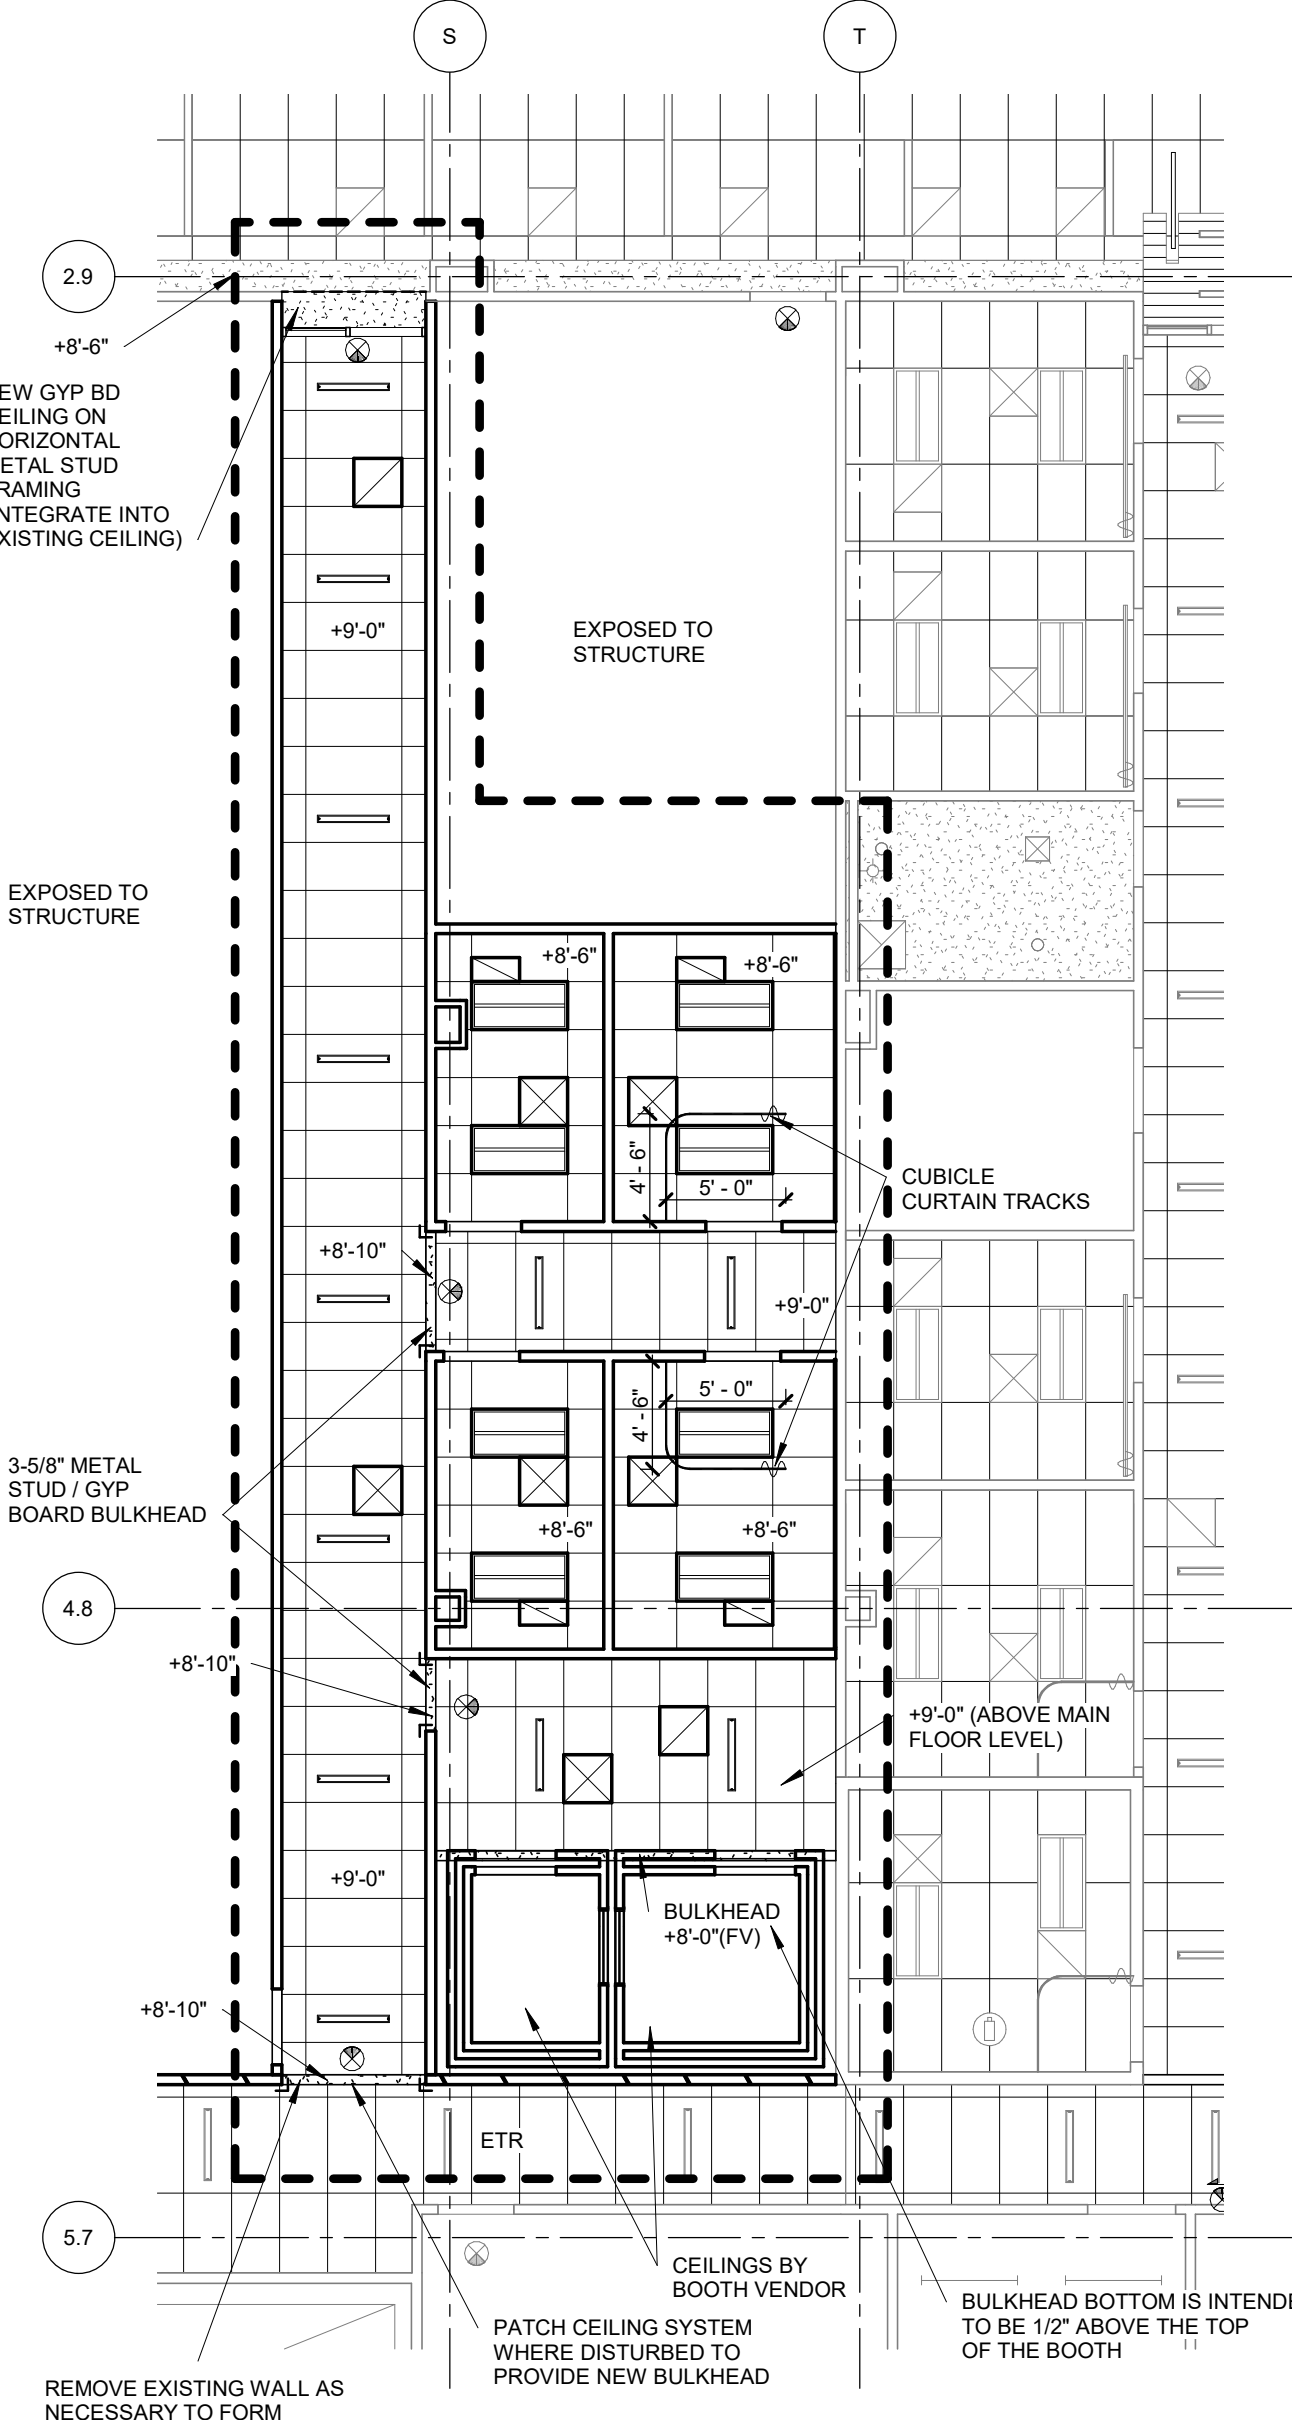 S
T
2.9
+8'-6"
EW GYP BD
EILING ON
ORIZONTAL
ETAL STUD
RAMING
NTEGRATE INTO
XISTING CEILING)
+9'-0"
EXPOSED TO
STRUCTURE
EXPOSED TO
STRUCTURE
+8'-6"
+8'-6"
4' - 6"
5' - 0"
CUBICLE
CURTAIN TRACKS
+8'-10"
+9'-0"
5' - 0"
4' - 6"
3-5/8" METAL
STUD / GYP
BOARD BULKHEAD
+8'-6"
+8'-6"
4.8
+8'-10"
+9'-0" (ABOVE MAIN
FLOOR LEVEL)
+9'-0"
BULKHEAD
+8'-0"(FV)
+8'-10"
ETR
5.7
CEILINGS BY
BOOTH VENDOR
BULKHEAD BOTTOM IS INTENDE
TO BE 1/2" ABOVE THE TOP
OF THE BOOTH
PATCH CEILING SYSTEM
WHERE DISTURBED TO
PROVIDE NEW BULKHEAD
REMOVE EXISTING WALL AS
NECESSARY TO FORM